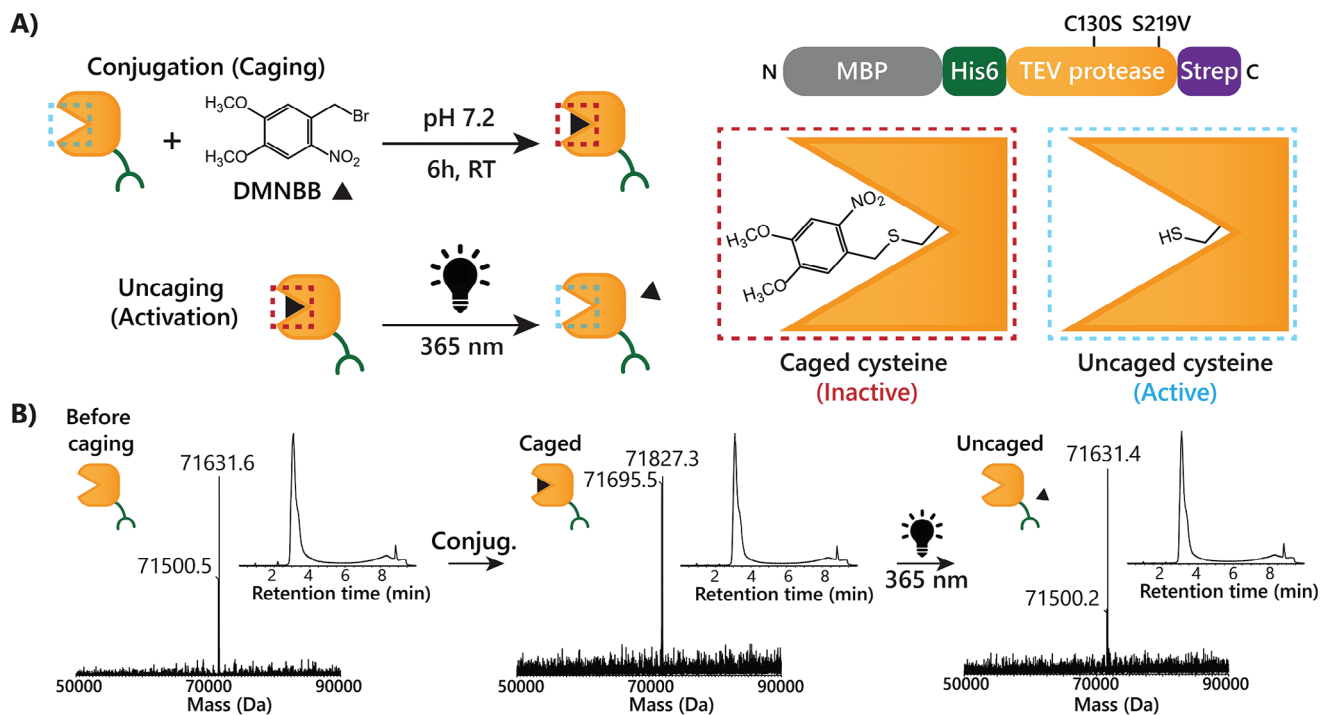 A)
Conjugation (Caging)
+
H₃CO
H₃CO
Br
NO₂
DMNBB
pH 7.2
6h, RT
Uncaging
(Activation)
365 nm
C130S S219V
N MBP His6 TEV protease Strep C
NO₂
H₃CO
H₃CO
S
HS
Caged cysteine
(Inactive)
Uncaged cysteine
(Active)
B)
Before
caging
71631.6
71500.5
2 4 6 8
Retention time (min)
50000 70000 90000
Mass (Da)
Conjug.
Caged
71827.3
71695.5
2 4 6 8
Retention time (min)
50000 70000 90000
Mass (Da)
365 nm
Uncaged
71631.4
71500.2
2 4 6 8
Retention time (min)
50000 70000 90000
Mass (Da)